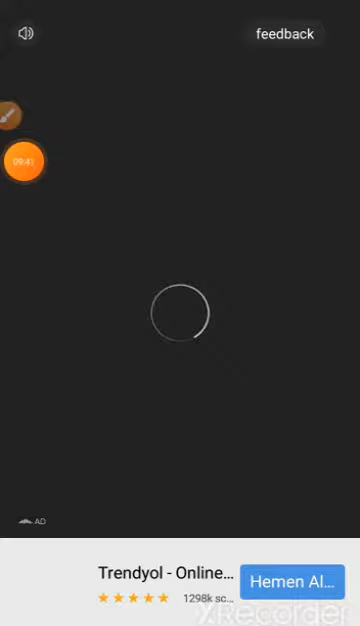 feedback
09:41
AD
Trendyol - Online...
1298k sc...
Hemen Al...
XRecorder